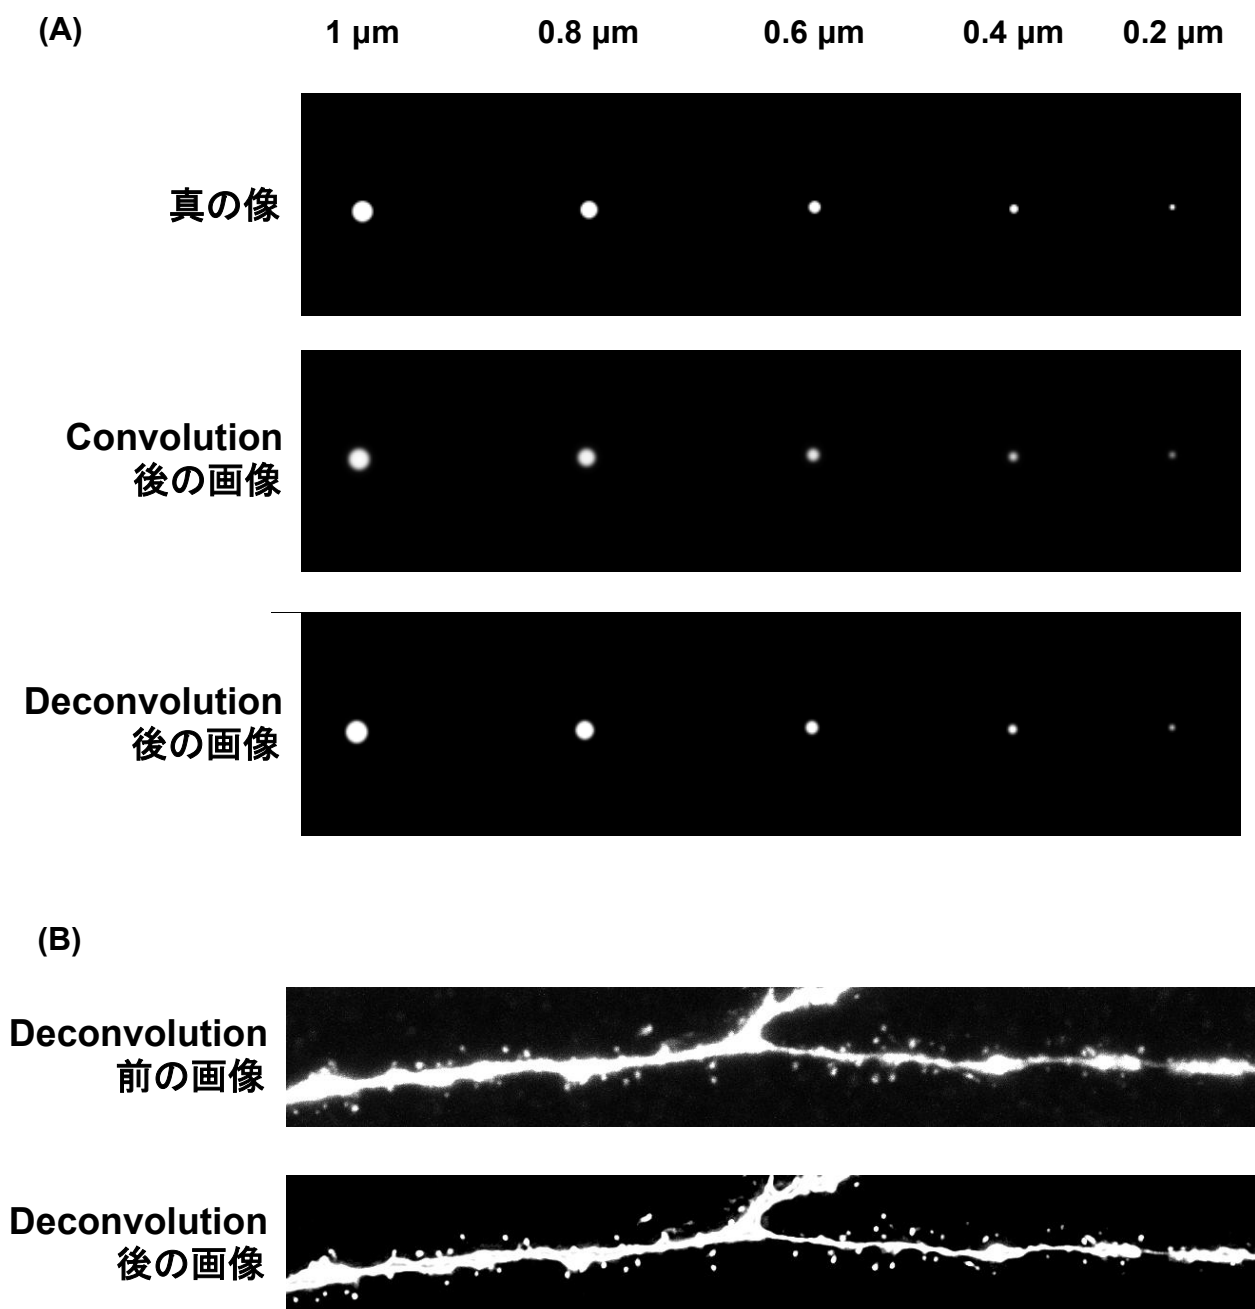 (A)
1 µm 0.8 µm 0.6 µm 0.4 µm 0.2 µm
真の像
Convolution
後の画像
Deconvolution
後の画像
(B)
Deconvolution
前の画像
Deconvolution
後の画像